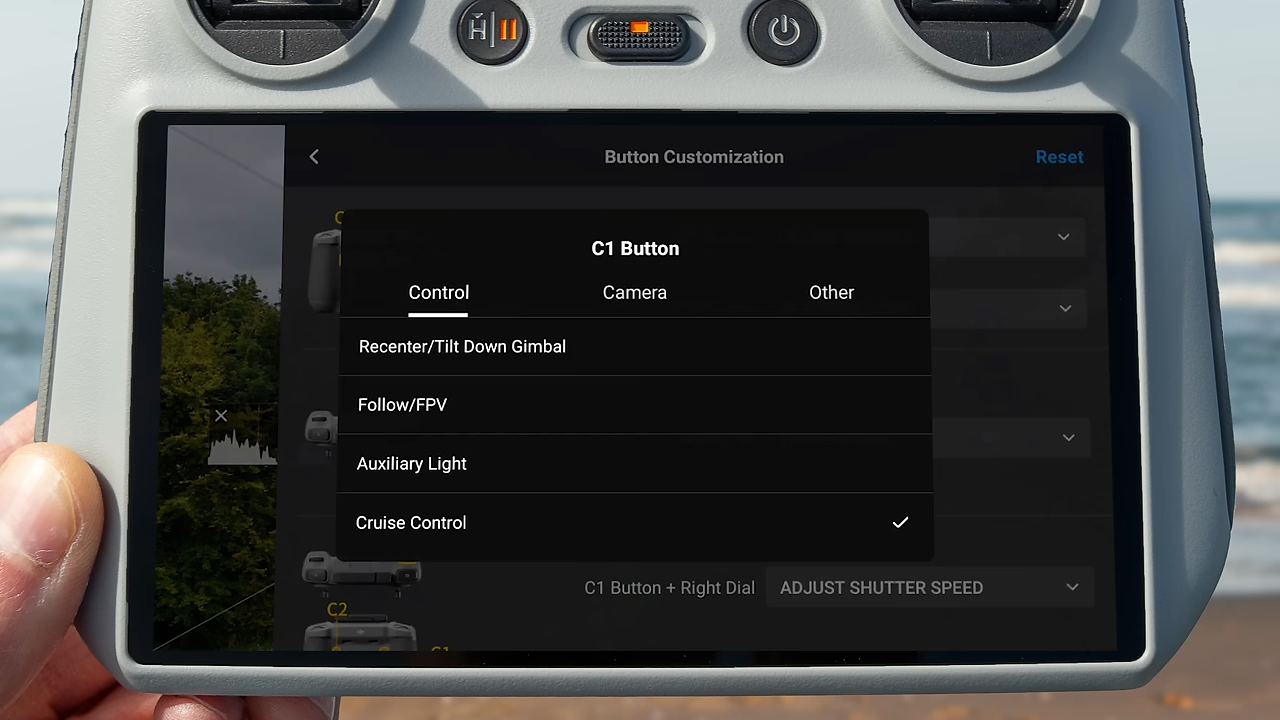 H
Button Customization
Reset
C1 Button
Control
Camera
Other
Recenter/Tilt Down Gimbal
Follow/FPV
Auxiliary Light
Cruise Control
C1 Button + Right Dial
ADJUST SHUTTER SPEED
C2